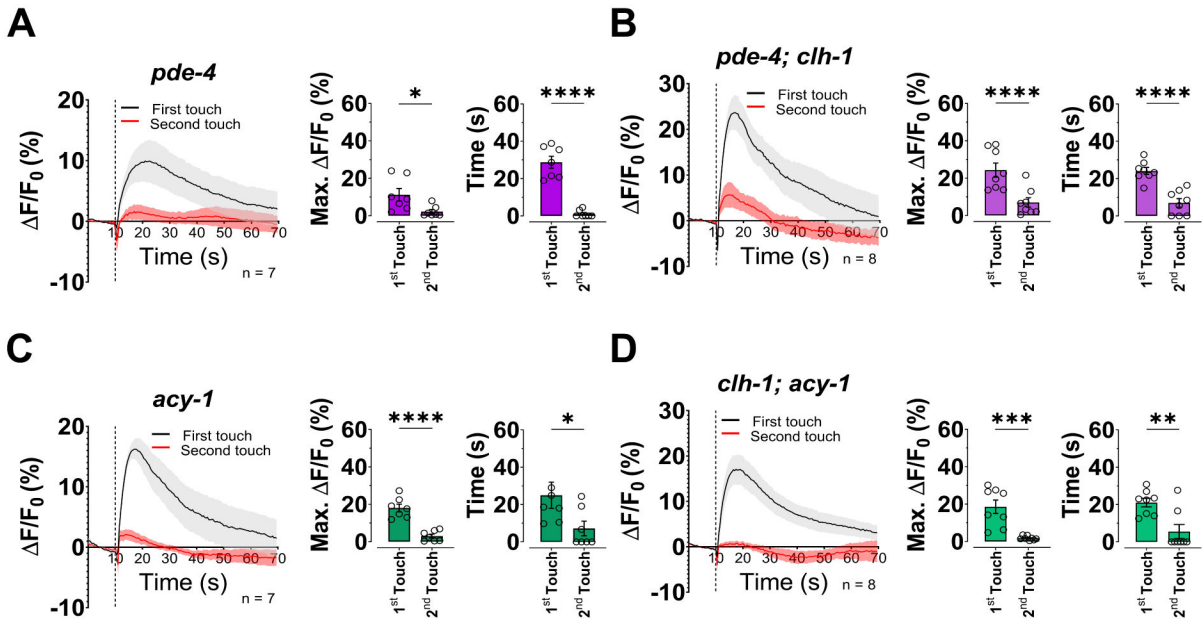 A
pde-4
First touch
Second touch
ΔF/F0 (%)
20
10
0
-10
10 20 30 40 50 60 70
Time (s)
n = 7
Max. ΔF/F0 (%)
60
40
20
0
*
1st Touch
2nd Touch
Time (s)
60
40
20
0
****
1st Touch
2nd Touch
B
pde-4; clh-1
First touch
Second touch
ΔF/F0 (%)
30
20
10
0
-10
10 20 30 40 50 60 70
Time (s)
n = 8
Max. ΔF/F0 (%)
60
40
20
0
****
1st Touch
2nd Touch
Time (s)
60
40
20
0
****
1st Touch
2nd Touch
C
acy-1
First touch
Second touch
ΔF/F0 (%)
20
10
0
-10
10 20 30 40 50 60 70
Time (s)
n = 7
Max. ΔF/F0 (%)
60
40
20
0
****
1st Touch
2nd Touch
Time (s)
60
40
20
0
*
1st Touch
2nd Touch
D
clh-1; acy-1
First touch
Second touch
ΔF/F0 (%)
30
20
10
0
-10
10 20 30 40 50 60 70
Time (s)
n = 8
Max. ΔF/F0 (%)
60
40
20
0
***
1st Touch
2nd Touch
Time (s)
60
40
20
0
**
1st Touch
2nd Touch